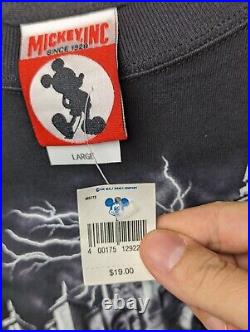 MICKEY, INC
SINCE 1928
LARGE
4 00175 12922
$19.00